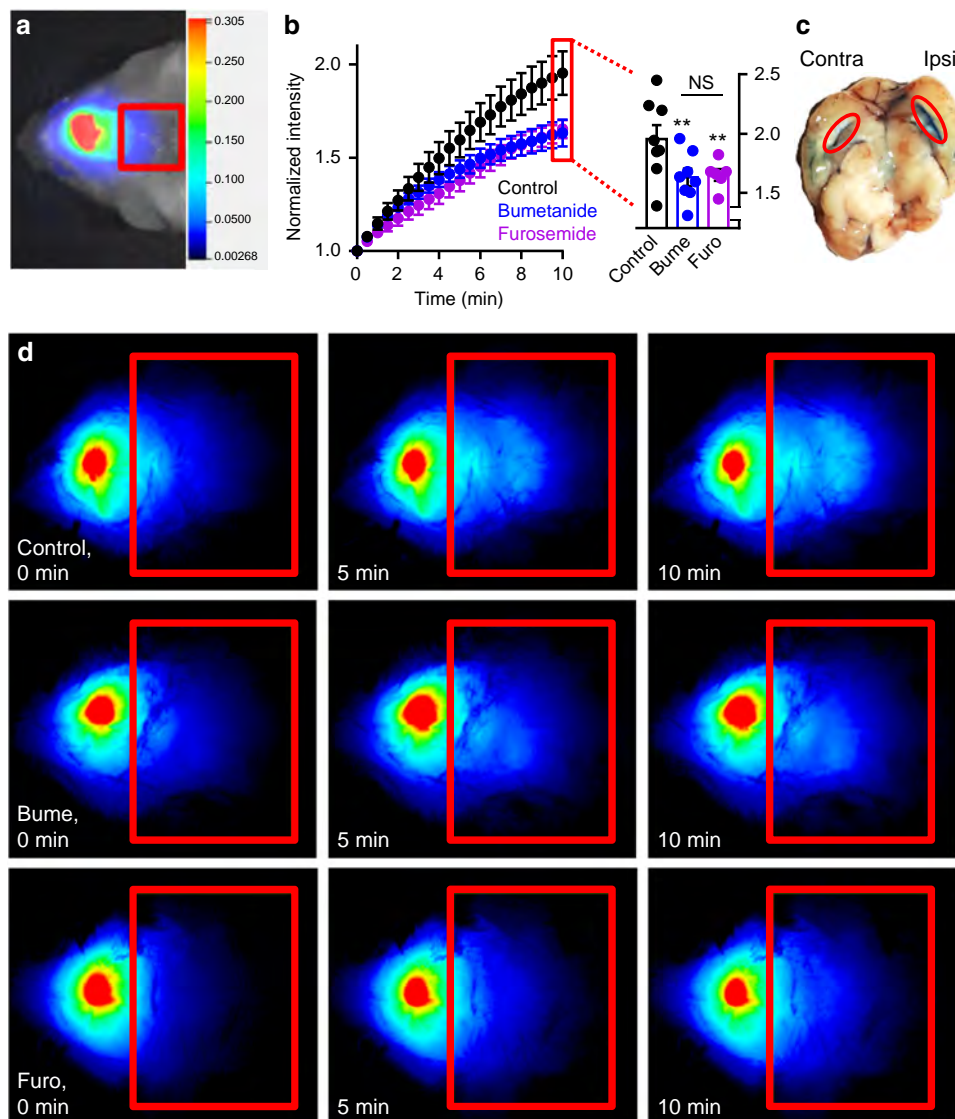 a
0.305
0.250
0.200
0.150
0.100
0.0500
0.00268
b
Normalized intensity
2.0
1.5
1.0
0
2
4
6
8
10
Time (min)
Control
Bumetanide
Furosemide
NS
**
**
2.5
2.0
1.5
Control
Bume
Furo
c
Contra
Ipsi
d
Control,
0 min
5 min
10 min
Bume,
0 min
5 min
10 min
Furo,
0 min
5 min
10 min